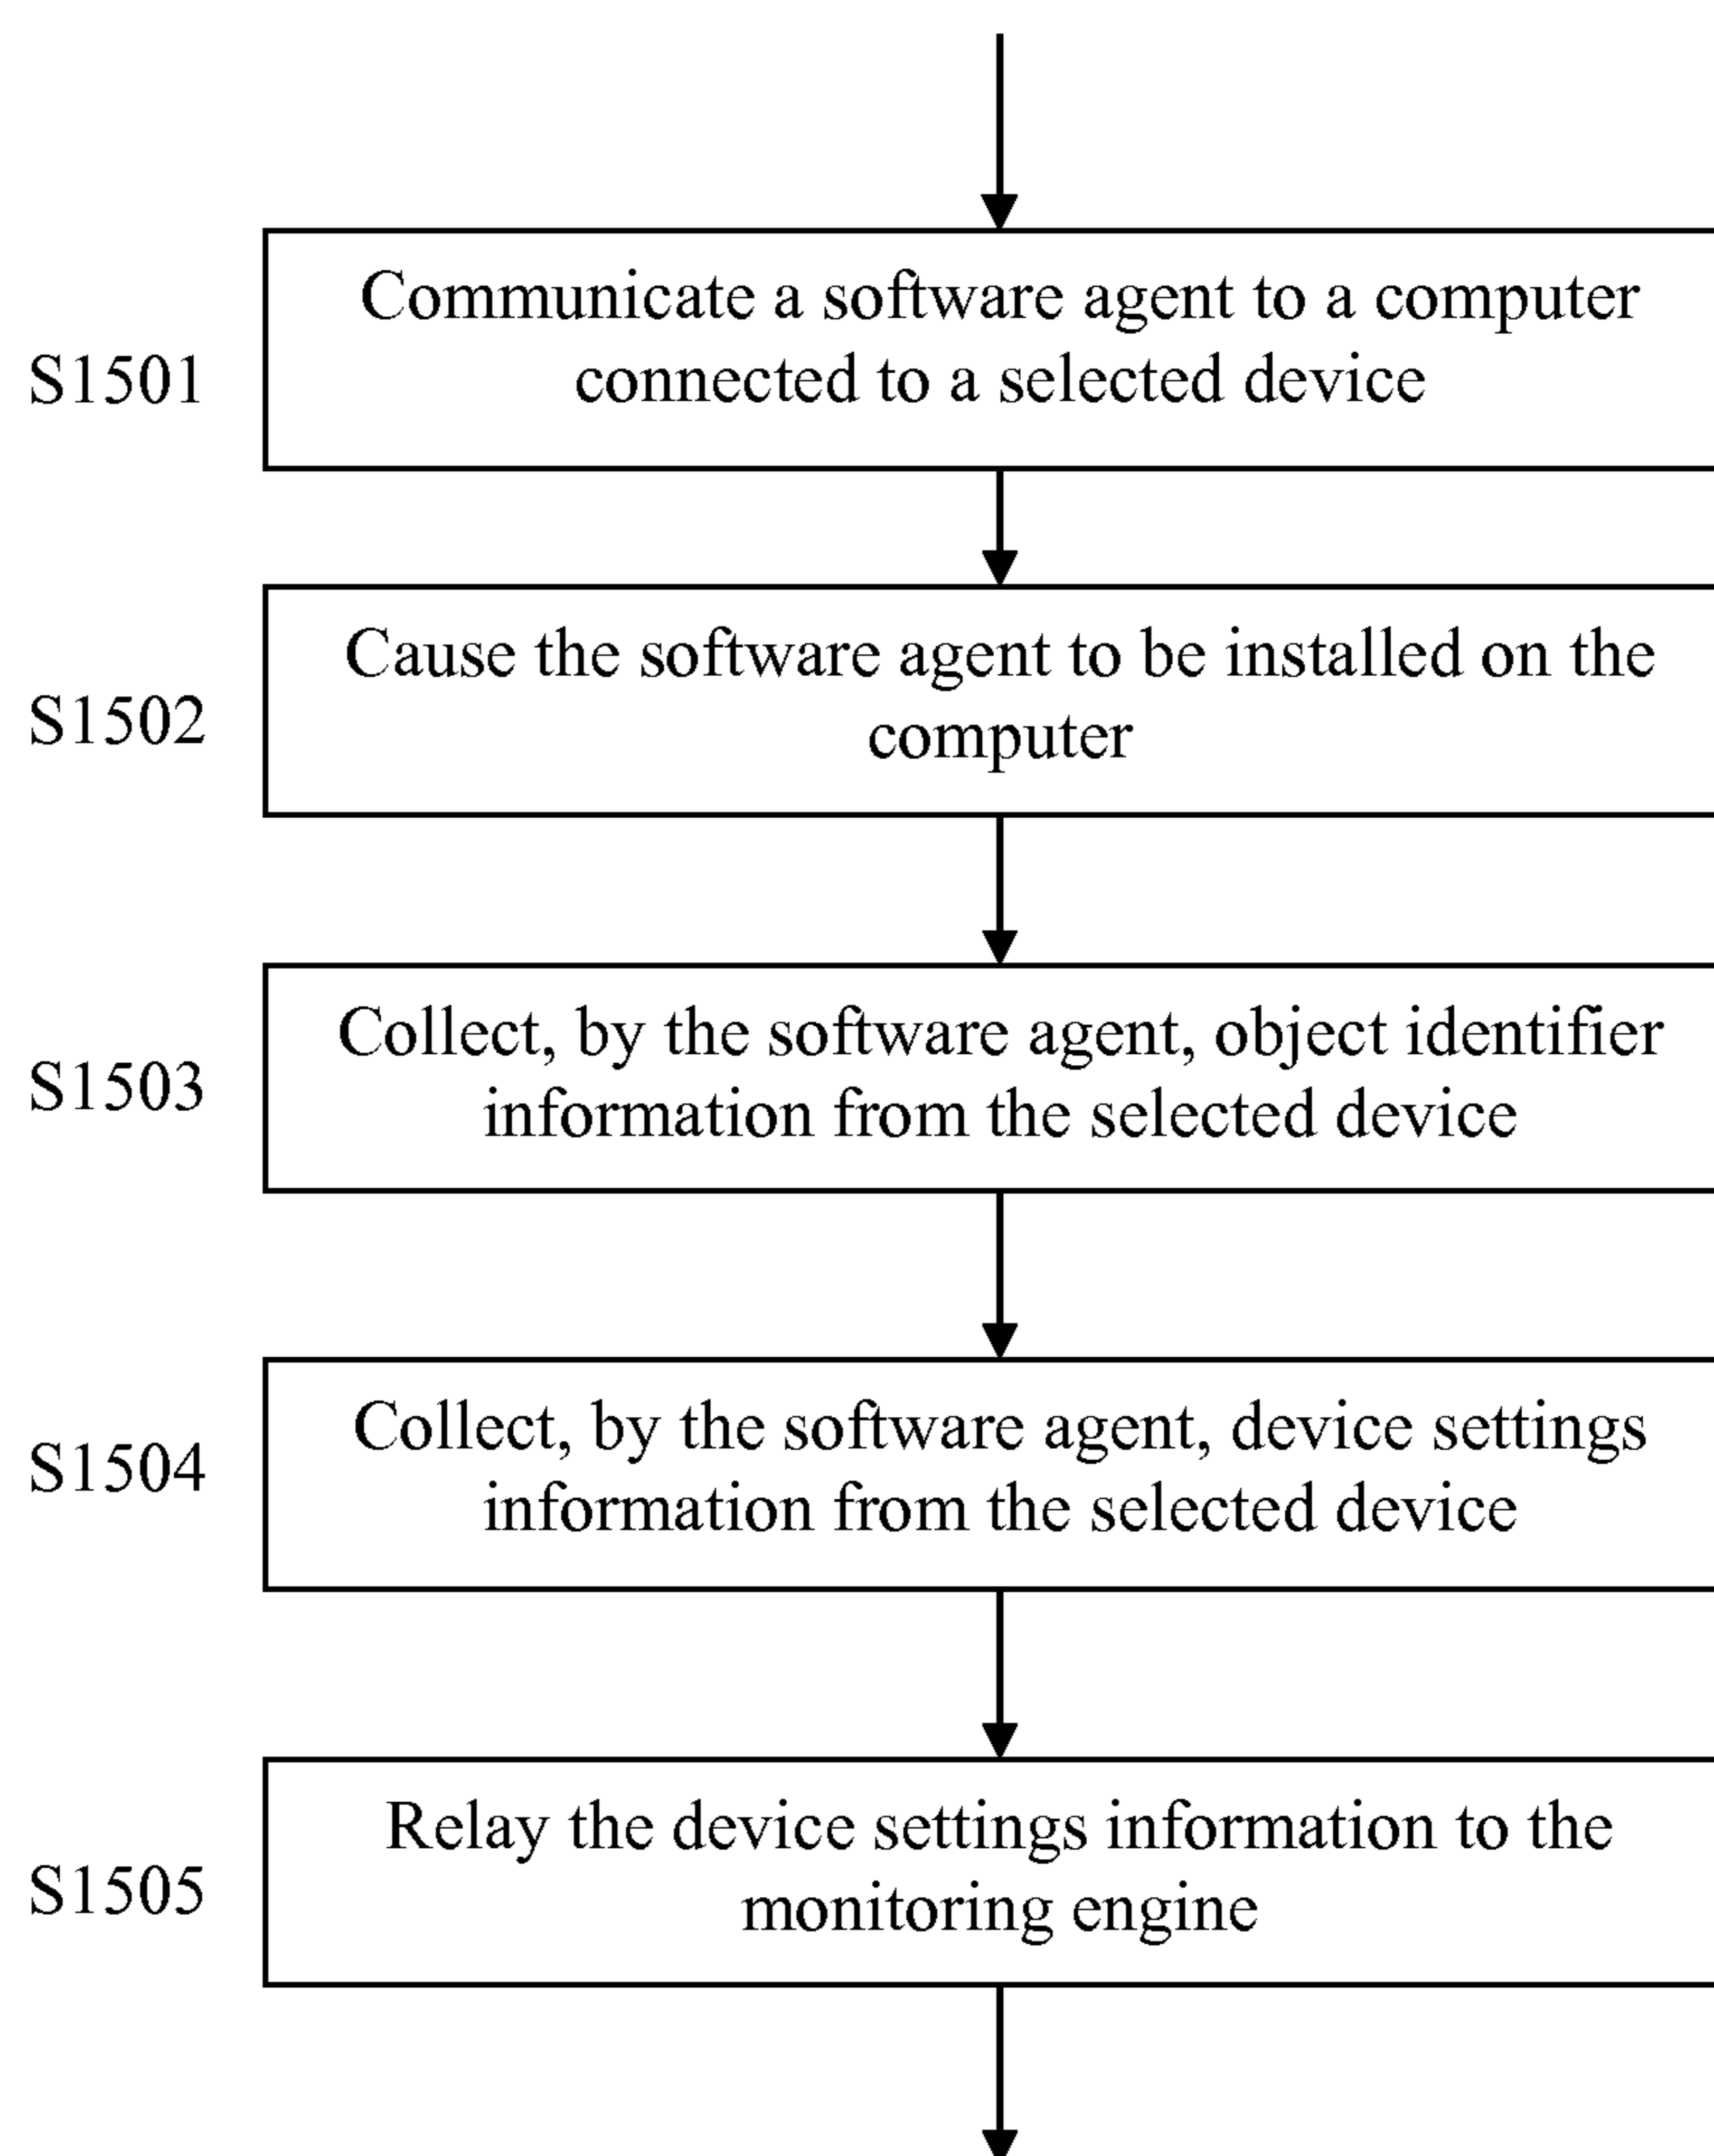 Communicate a software agent to a computer
connected to a selected device
S1501
Cause the software agent to be installed on the
computer
S1502
Collect, by the software agent, object identifier
information from the selected device
S1503
Collect, by the software agent, device settings
information from the selected device
S1504
Relay the device settings information to the
monitoring engine
S1505